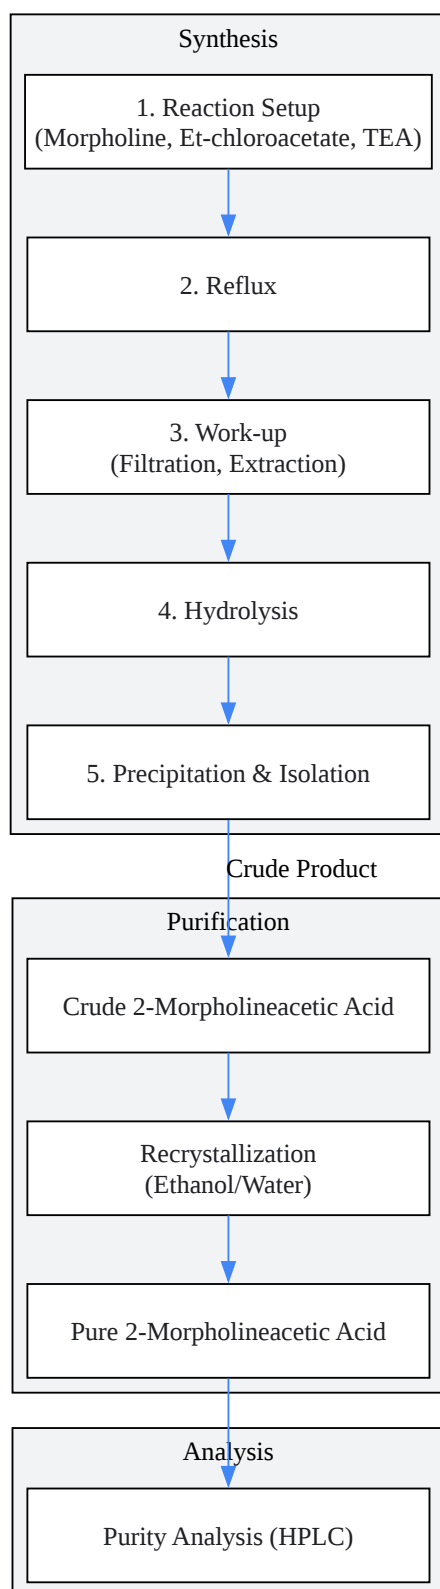 Synthesis
1. Reaction Setup
(Morpholine, Et-chloroacetate, TEA)
2. Reflux
3. Work-up
(Filtration, Extraction)
4. Hydrolysis
5. Precipitation & Isolation
Crude Product
Purification
Crude 2-Morpholineacetic Acid
Recrystallization
(Ethanol/Water)
Pure 2-Morpholineacetic Acid
Analysis
Purity Analysis (HPLC)